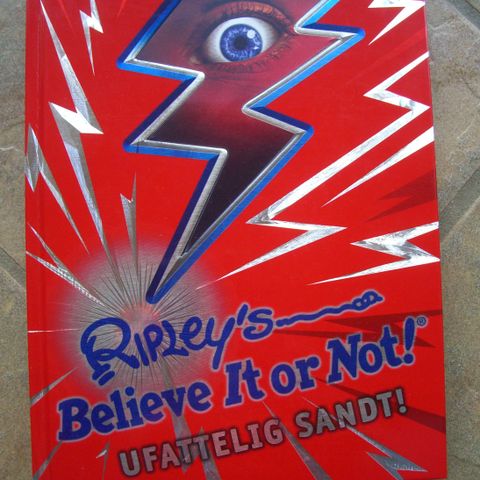 RIPLEY'S
Believe It or Not!®
UFATTELIG SANDT!